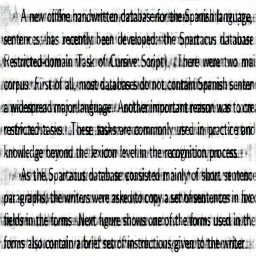 A new offline handwritten database for the Spanish language,
sentences, has recently been developed: the Spartacus database
Restricted-domain Task of Cursive Script). There were two mai
corpus. First of all, most databases do not contain Spanish senten
a widespread major language. Another important reason was to crea
restricted tasks. These tasks are commonly used in practice and
knowledge beyond the lexicon level in the recognition process.
As the Spartacus database consisted mainly of short sentence
paragraphs, the writers were asked to copy a set of sentences in fixe
fields in the forms. Next figure shows one of the forms used in the
forms also contain a brief set of instructions given to the writer.